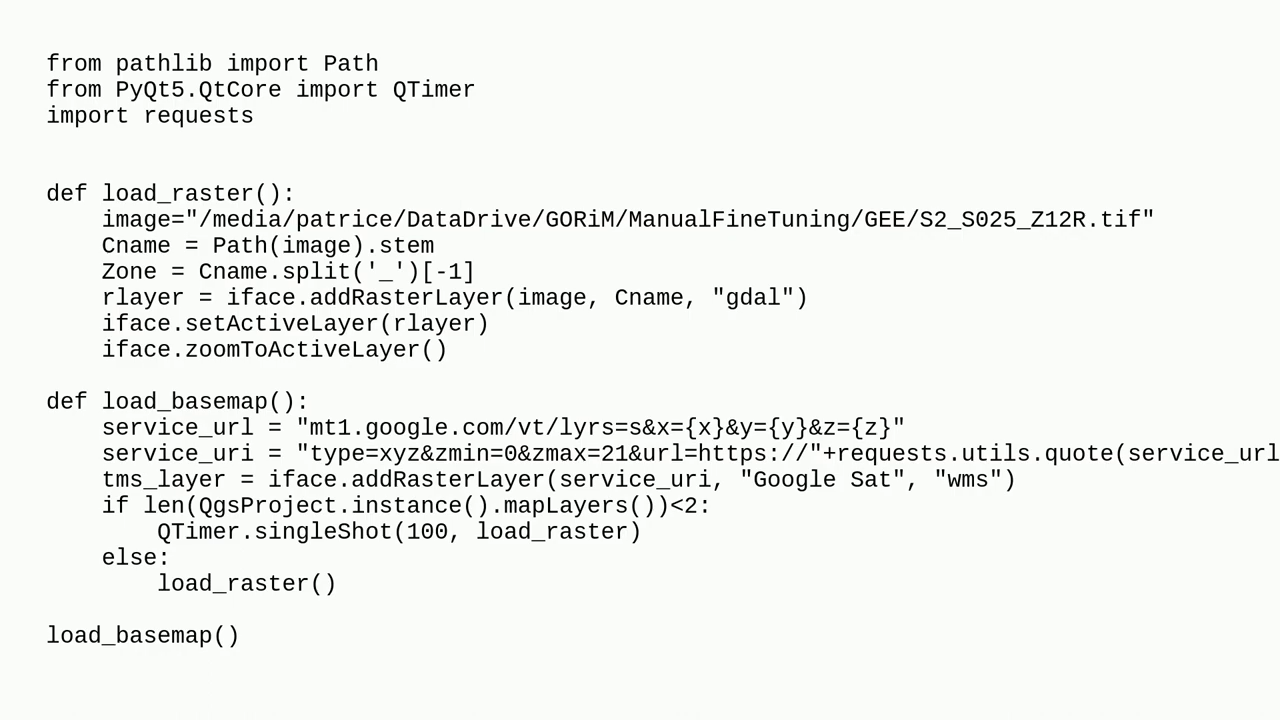 from pathlib import Path
from PyQt5.QtCore import QTimer
import requests
def load_raster():
    image="/media/patrice/DataDrive/GORiM/ManualFineTuning/GEE/S2_S025_Z12R.tif"
    Cname = Path(image).stem
    Zone = Cname.split('_')[-1]
    rlayer = iface.addRasterLayer(image, Cname, "gdal")
    iface.setActiveLayer(rlayer)
    iface.zoomToActiveLayer()
def load_basemap():
    service_url = "mt1.google.com/vt/lyrs=s&x={x}&y={y}&z={z}"
    service_uri = "type=xyz&zmin=0&zmax=21&url=https://"+requests.utils.quote(service_url
    tms_layer = iface.addRasterLayer(service_uri, "Google Sat", "wms")
    if len(QgsProject.instance().mapLayers())<2:
        QTimer.singleShot(100, load_raster)
    else:
        load_raster()
load_basemap()